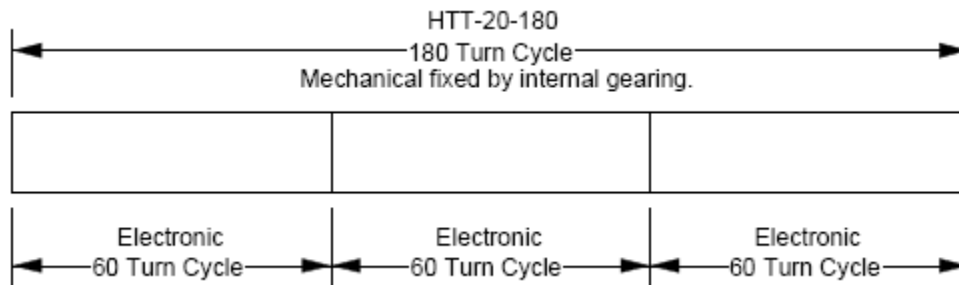 HTT-20-180
180 Turn Cycle
Mechanical fixed by internal gearing.
Electronic Electronic Electronic
60 Turn Cycle 60 Turn Cycle 60 Turn Cycle